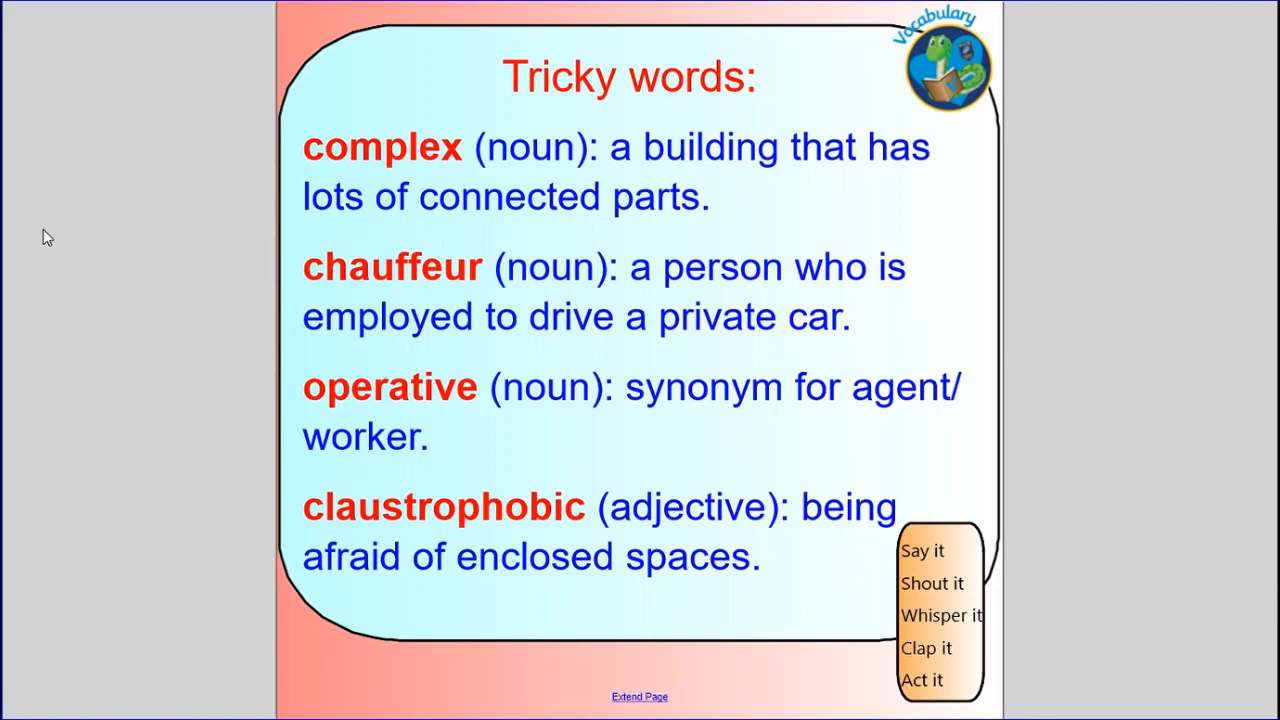 Vocabulary
Tricky words:
complex (noun): a building that has
lots of connected parts.
chauffeur (noun): a person who is
employed to drive a private car.
operative (noun): synonym for agent/
worker.
claustrophobic (adjective): being
afraid of enclosed spaces.
Say it
Shout it
Whisper it
Clap it
Act it
Extend Page